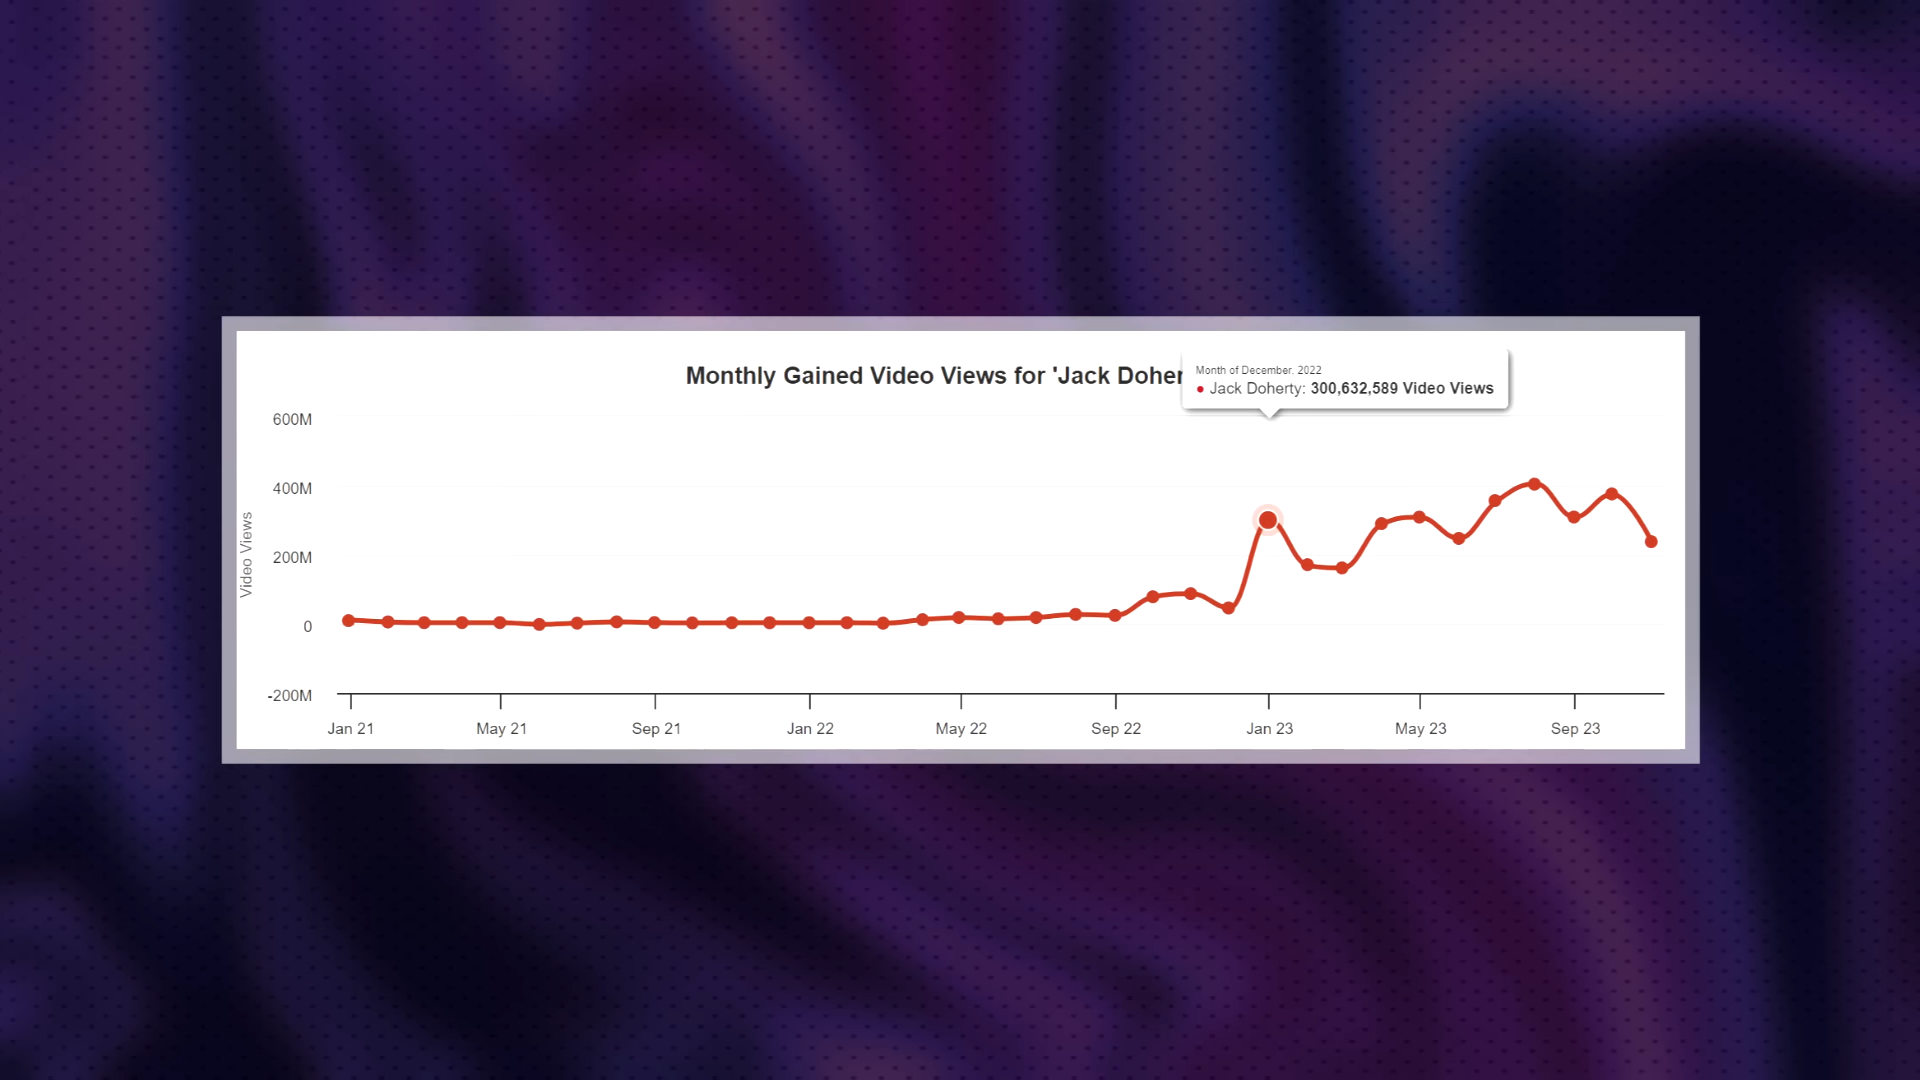 Monthly Gained Video Views for 'Jack Doher
Month of December, 2022
Jack Doherty: 300,632,589 Video Views
600M
400M
200M
0
-200M
Video Views
Jan 21 May 21 Sep 21 Jan 22 May 22 Sep 22 Jan 23 May 23 Sep 23